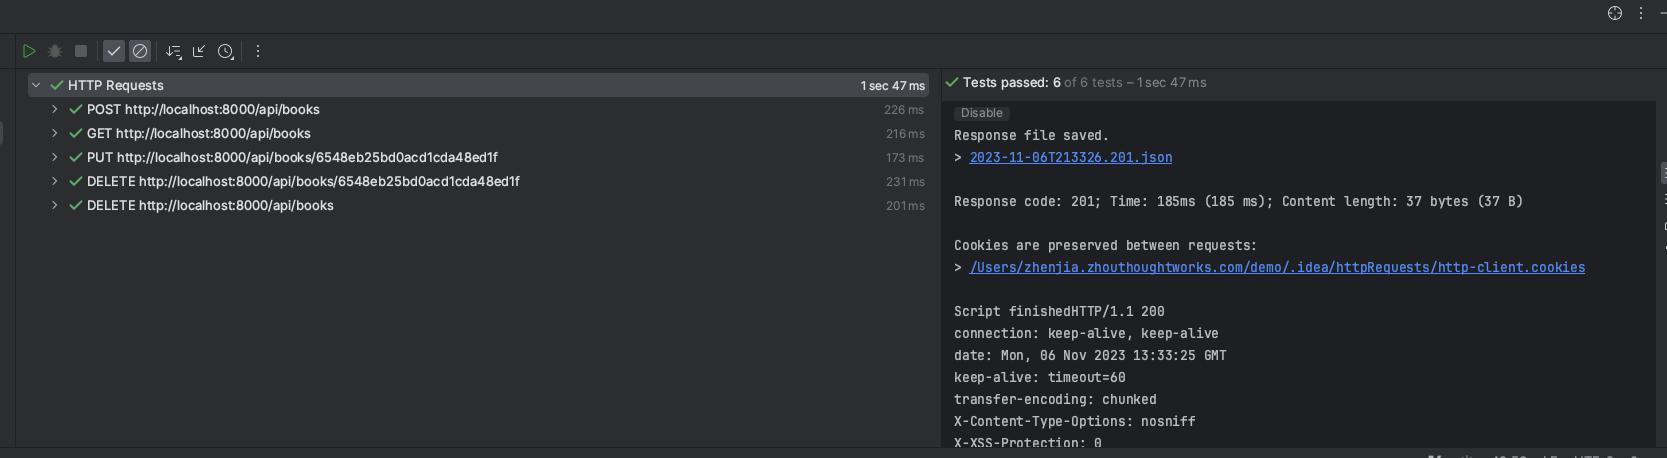 HTTP Requests 1 sec 47 ms
POST http://localhost:8000/api/books 226 ms
GET http://localhost:8000/api/books 216 ms
PUT http://localhost:8000/api/books/6548eb25bd0acd1cda48ed1f 173 ms
DELETE http://localhost:8000/api/books/6548eb25bd0acd1cda48ed1f 231 ms
DELETE http://localhost:8000/api/books 201 ms
Tests passed: 6 of 6 tests – 1 sec 47 ms
Disable
Response file saved.
> 2023-11-06T213326.201.json
Response code: 201; Time: 185ms (185 ms); Content length: 37 bytes (37 B)
Cookies are preserved between requests:
> /Users/zhenjia.zhouthoughtworks.com/demo/.idea/httpRequests/http-client.cookies
Script finishedHTTP/1.1 200
connection: keep-alive, keep-alive
date: Mon, 06 Nov 2023 13:33:25 GMT
keep-alive: timeout=60
transfer-encoding: chunked
X-Content-Type-Options: nosniff
X-XSS-Protection: 0